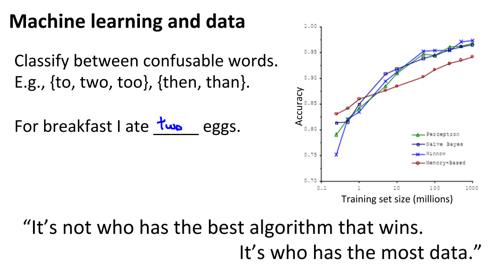 Machine learning and data
Classify between confusable words.
E.g., {to, two, too}, {then, than}.
For breakfast I ate two eggs.
1.00
0.95
0.90
0.85
0.80
0.75
0.70
Accuracy
Perceptron
Naive Bayes
Winnow
Memory-Based
0.1 1 10 100 1000
Training set size (millions)
“It’s not who has the best algorithm that wins.
It’s who has the most data.”